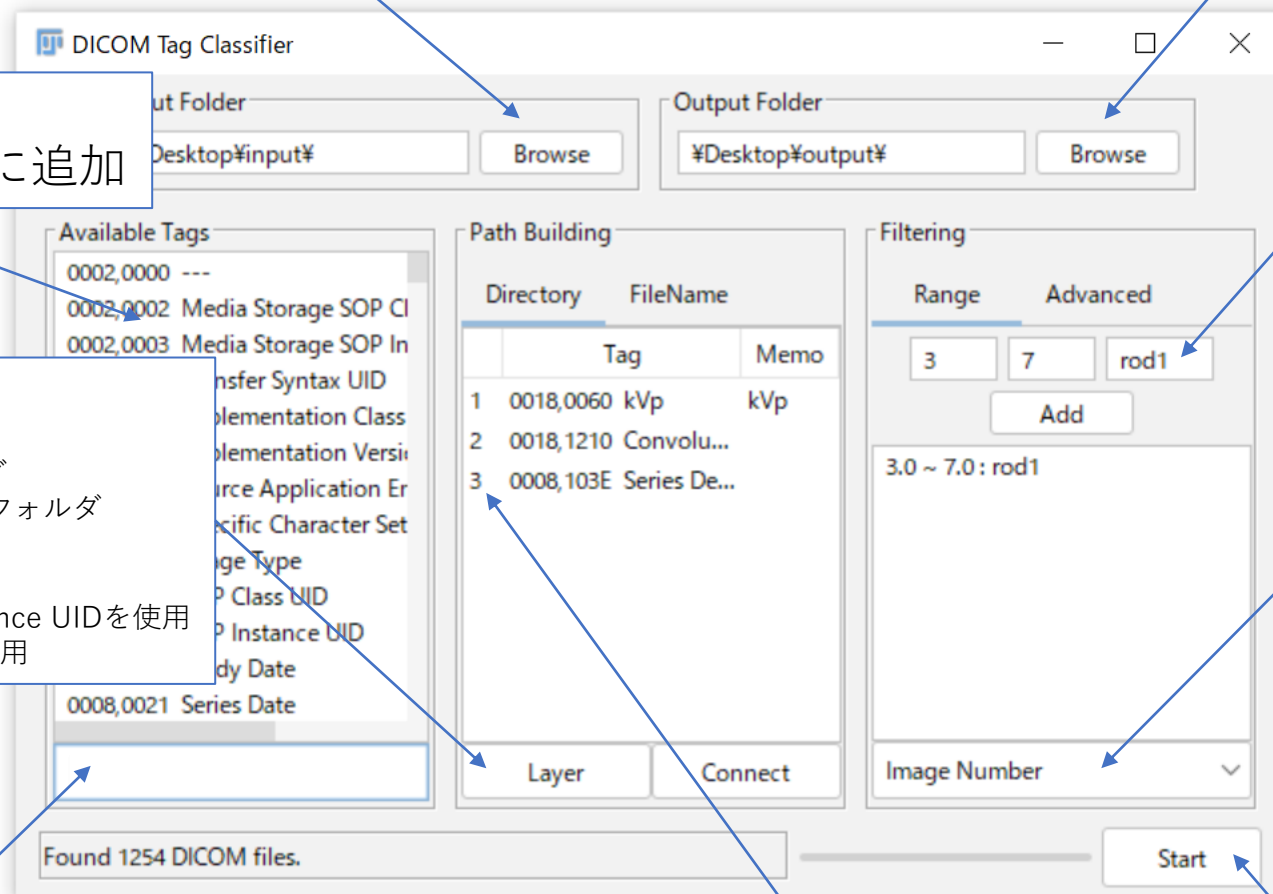 DICOM Tag Classifier
ut Folder
Output Folder
に追加
Desktop¥input¥
Browse
¥Desktop¥output¥
Browse
Available Tags
0002,0000 ---
0002,0002 Media Storage SOP Cl
0002,0003 Media Storage SOP In
nsfer Syntax UID
plementation Class
plementation Versi
urce Application Er
cific Character Set
ge Type
P Class UID
P Instance UID
dy Date
0008,0021 Series Date
フォルダ
nce UIDを使用
用
Path Building
Directory FileName
Tag Memo
1 0018,0060 kVp kVp
2 0018,1210 Convolu...
3 0008,103E Series De...
Layer Connect
Filtering
Range Advanced
3 7 rod1
Add
3.0 ~ 7.0 : rod1
Image Number
Found 1254 DICOM files.
Start